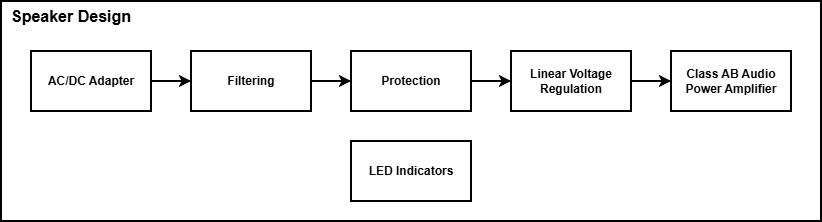 Speaker Design
AC/DC Adapter
Filtering
Protection
Linear Voltage
Regulation
Class AB Audio
Power Amplifier
LED Indicators